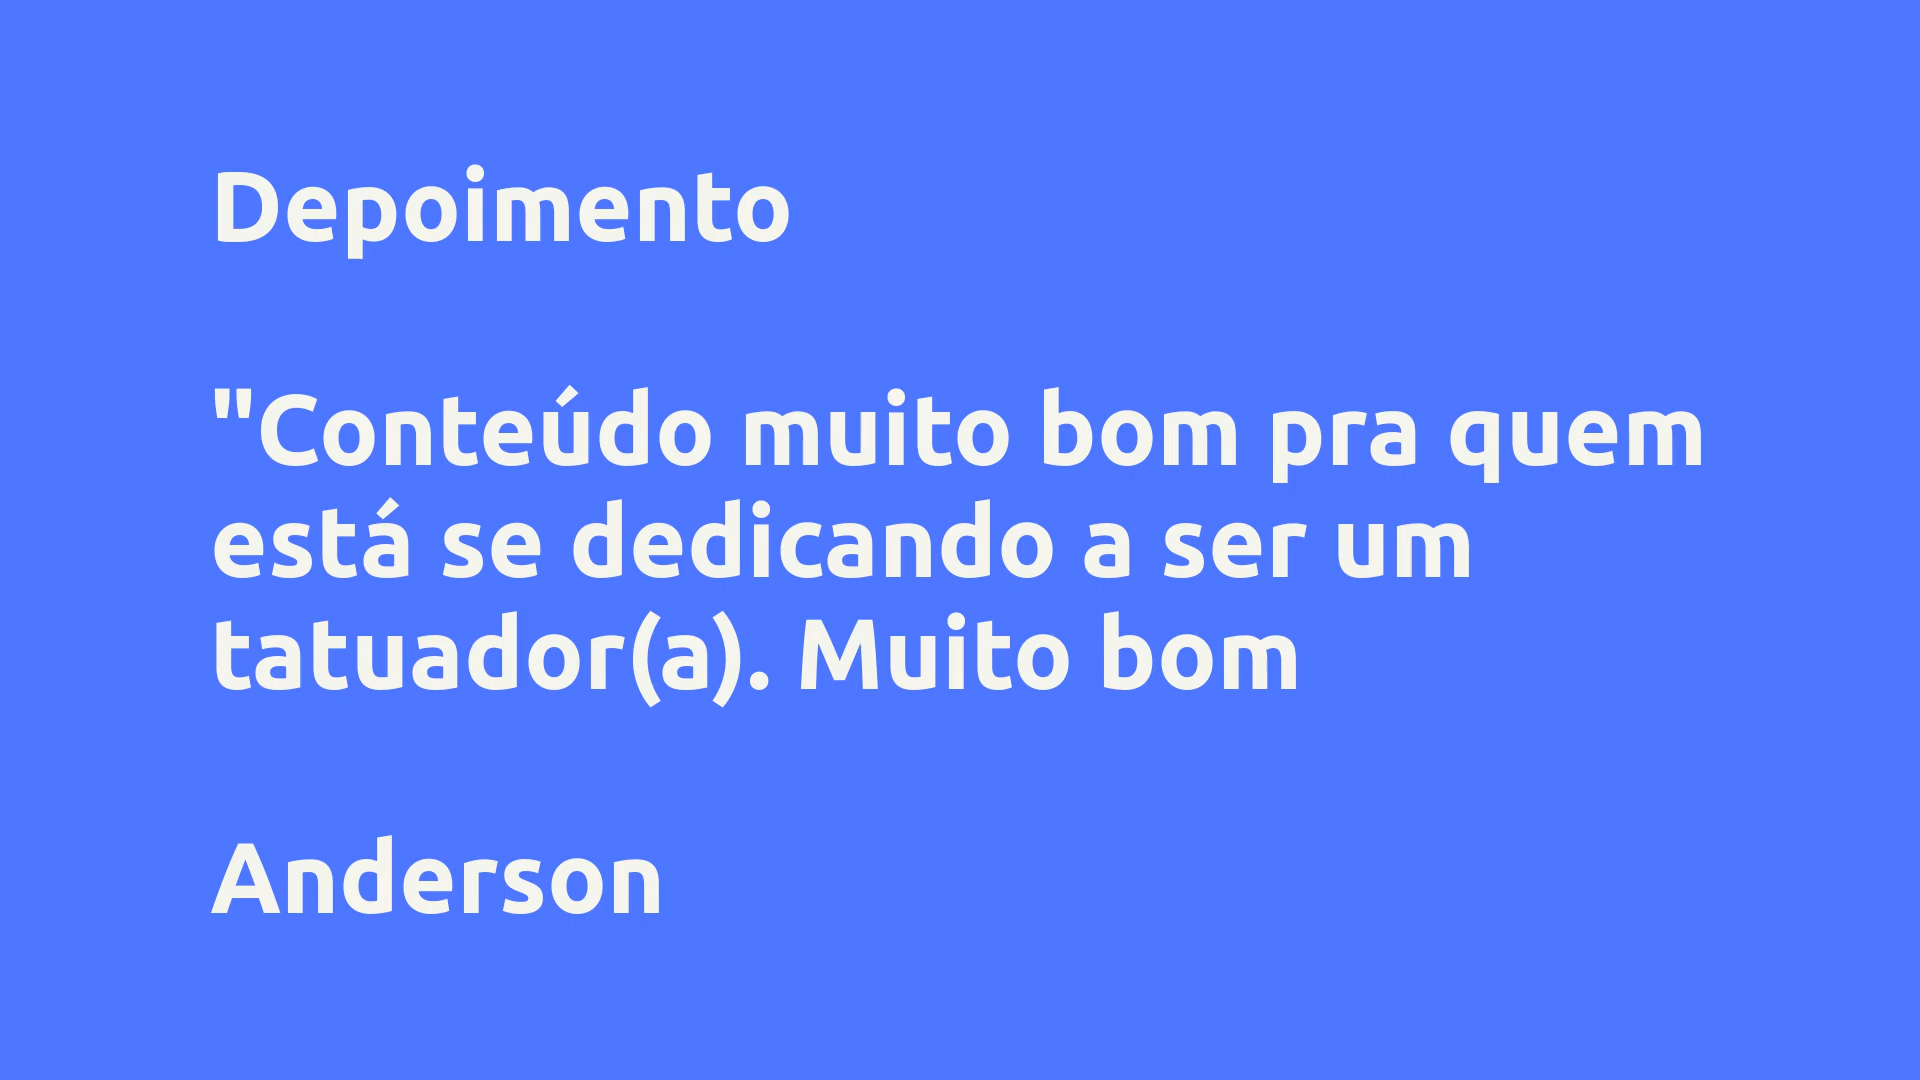 Depoimento
"Conteúdo muito bom pra quem
está se dedicando a ser um
tatuador(a). Muito bom
Anderson